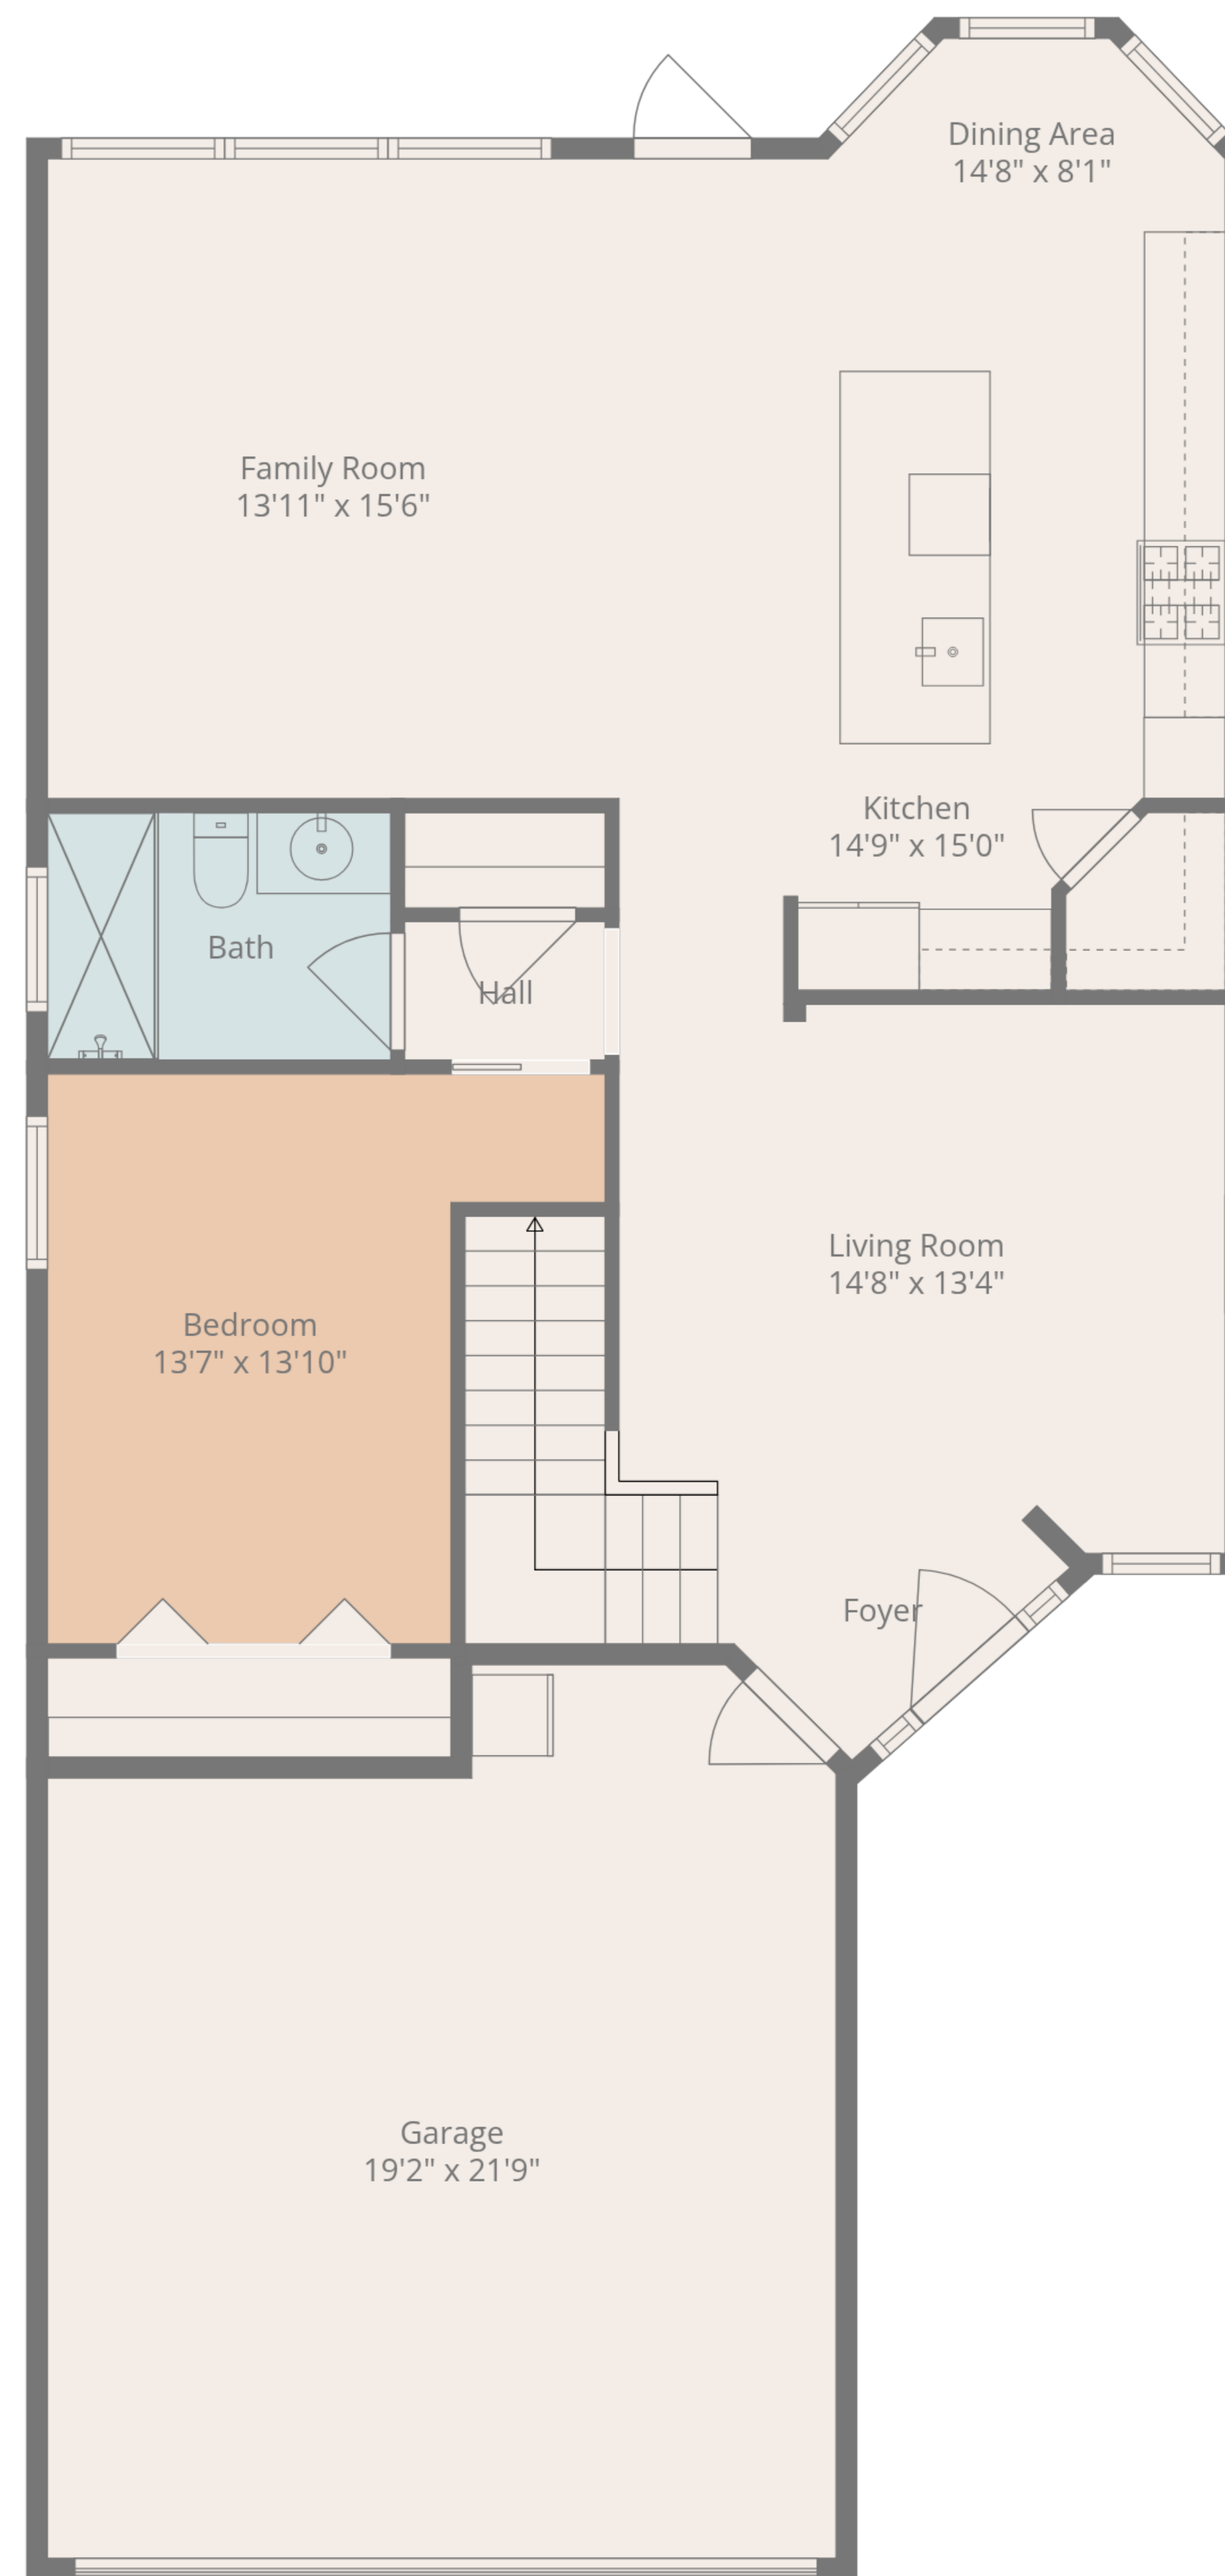 Dining Area
14'8" x 8'1"
Family Room
13'11" x 15'6"
Kitchen
14'9" x 15'0"
Bath
Hall
Living Room
14'8" x 13'4"
Bedroom
13'7" x 13'10"
Foyer
Garage
19'2" x 21'9"